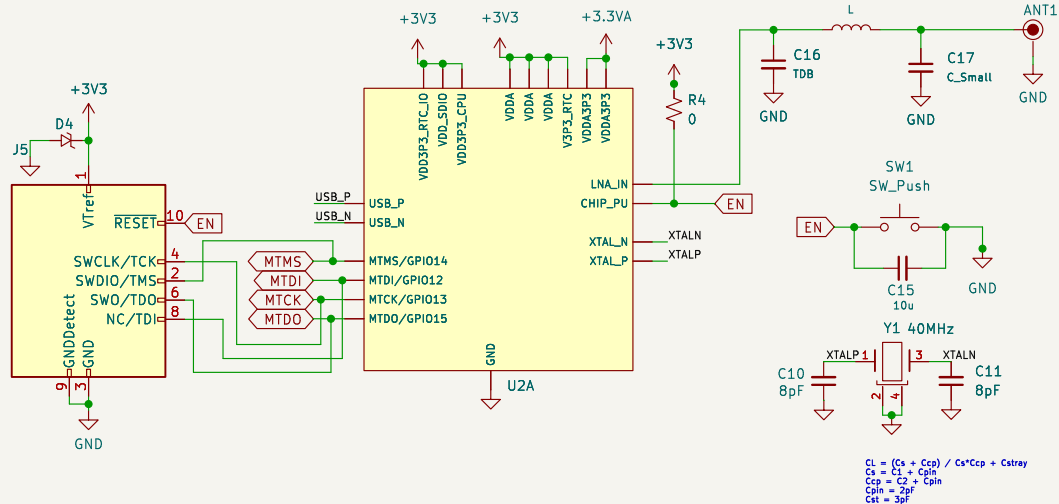 +3V3
D4
J5
1
VTref
RESET
10
EN
SWCLK/TCK
4
SWDIO/TMS
2
SWO/TDO
6
NC/TDI
8
GNDDetect
GND
9
3
GND
+3V3
+3V3
+3.3VA
VDD3P3_RTC_IO
VDD_SDIO
VDD3P3_CPU
VDDA
VDDA
VDDA
V3P3_RTC
VDDA3P3
VDDA3P3
USB_P
USB_N
USB_P
USB_N
MTMS
MTDI
MTCK
MTDO
MTMS/GPIO14
MTDI/GPIO12
MTCK/GPIO13
MTDO/GPIO15
LNA_IN
CHIP_PU
XTAL_N
XTAL_P
XTALN
XTALP
GND
U2A
+3V3
R4
0
EN
L
ANT1
C16
TDB
GND
C17
C_Small
GND
GND
SW1
SW_Push
EN
C15
10u
GND
Y1 40MHz
XTALP
1
3
XTALN
C10
8pF
2
4
C11
8pF
CL = (Cs + Ccp) / Cs*Ccp + Cstray
Cs = C1 + Cpin
Ccp = C2 + Cpin
Cpin = 2pF
Cst = 3pF